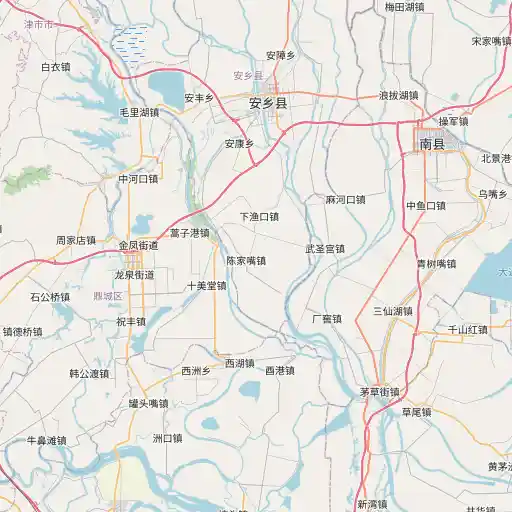 梅田湖镇
津市市
宋家嘴镇
安障乡
白衣镇
安乡县
安丰乡
浪拔湖镇
安乡县
毛里湖镇
操军镇
安康乡
南县
北景港
中河口镇
乌嘴乡
麻河口镇
中鱼口镇
下渔口镇
蒿子港镇
周家店镇
金凤街道
武圣宫镇
陈家嘴镇
青树嘴镇
龙泉街道
大通
十美堂镇
石公桥镇
鼎城区
三仙湖镇
祝丰镇
厂窖镇
镇德桥镇
千山红镇
西湖镇
西洲乡
酉港镇
韩公渡镇
茅草街镇
罐头嘴镇
草尾镇
洲口镇
牛鼻滩镇
黄茅
新湾镇